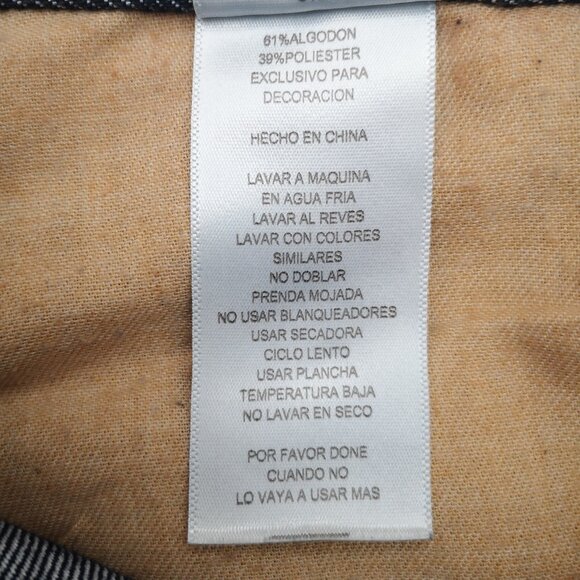 61%ALGODON
39%POLIESTER
EXCLUSIVO PARA
DECORACION
HECHO EN CHINA
LAVAR A MAQUINA
EN AGUA FRIA
LAVAR AL REVES
LAVAR CON COLORES
SIMILARES
NO DOBLAR
PRENDA MOJADA
NO USAR BLANQUEADORES
USAR SECADORA
CICLO LENTO
USAR PLANCHA
TEMPERATURA BAJA
NO LAVAR EN SECO
POR FAVOR DONE
CUANDO NO
LO VAYA A USAR MAS